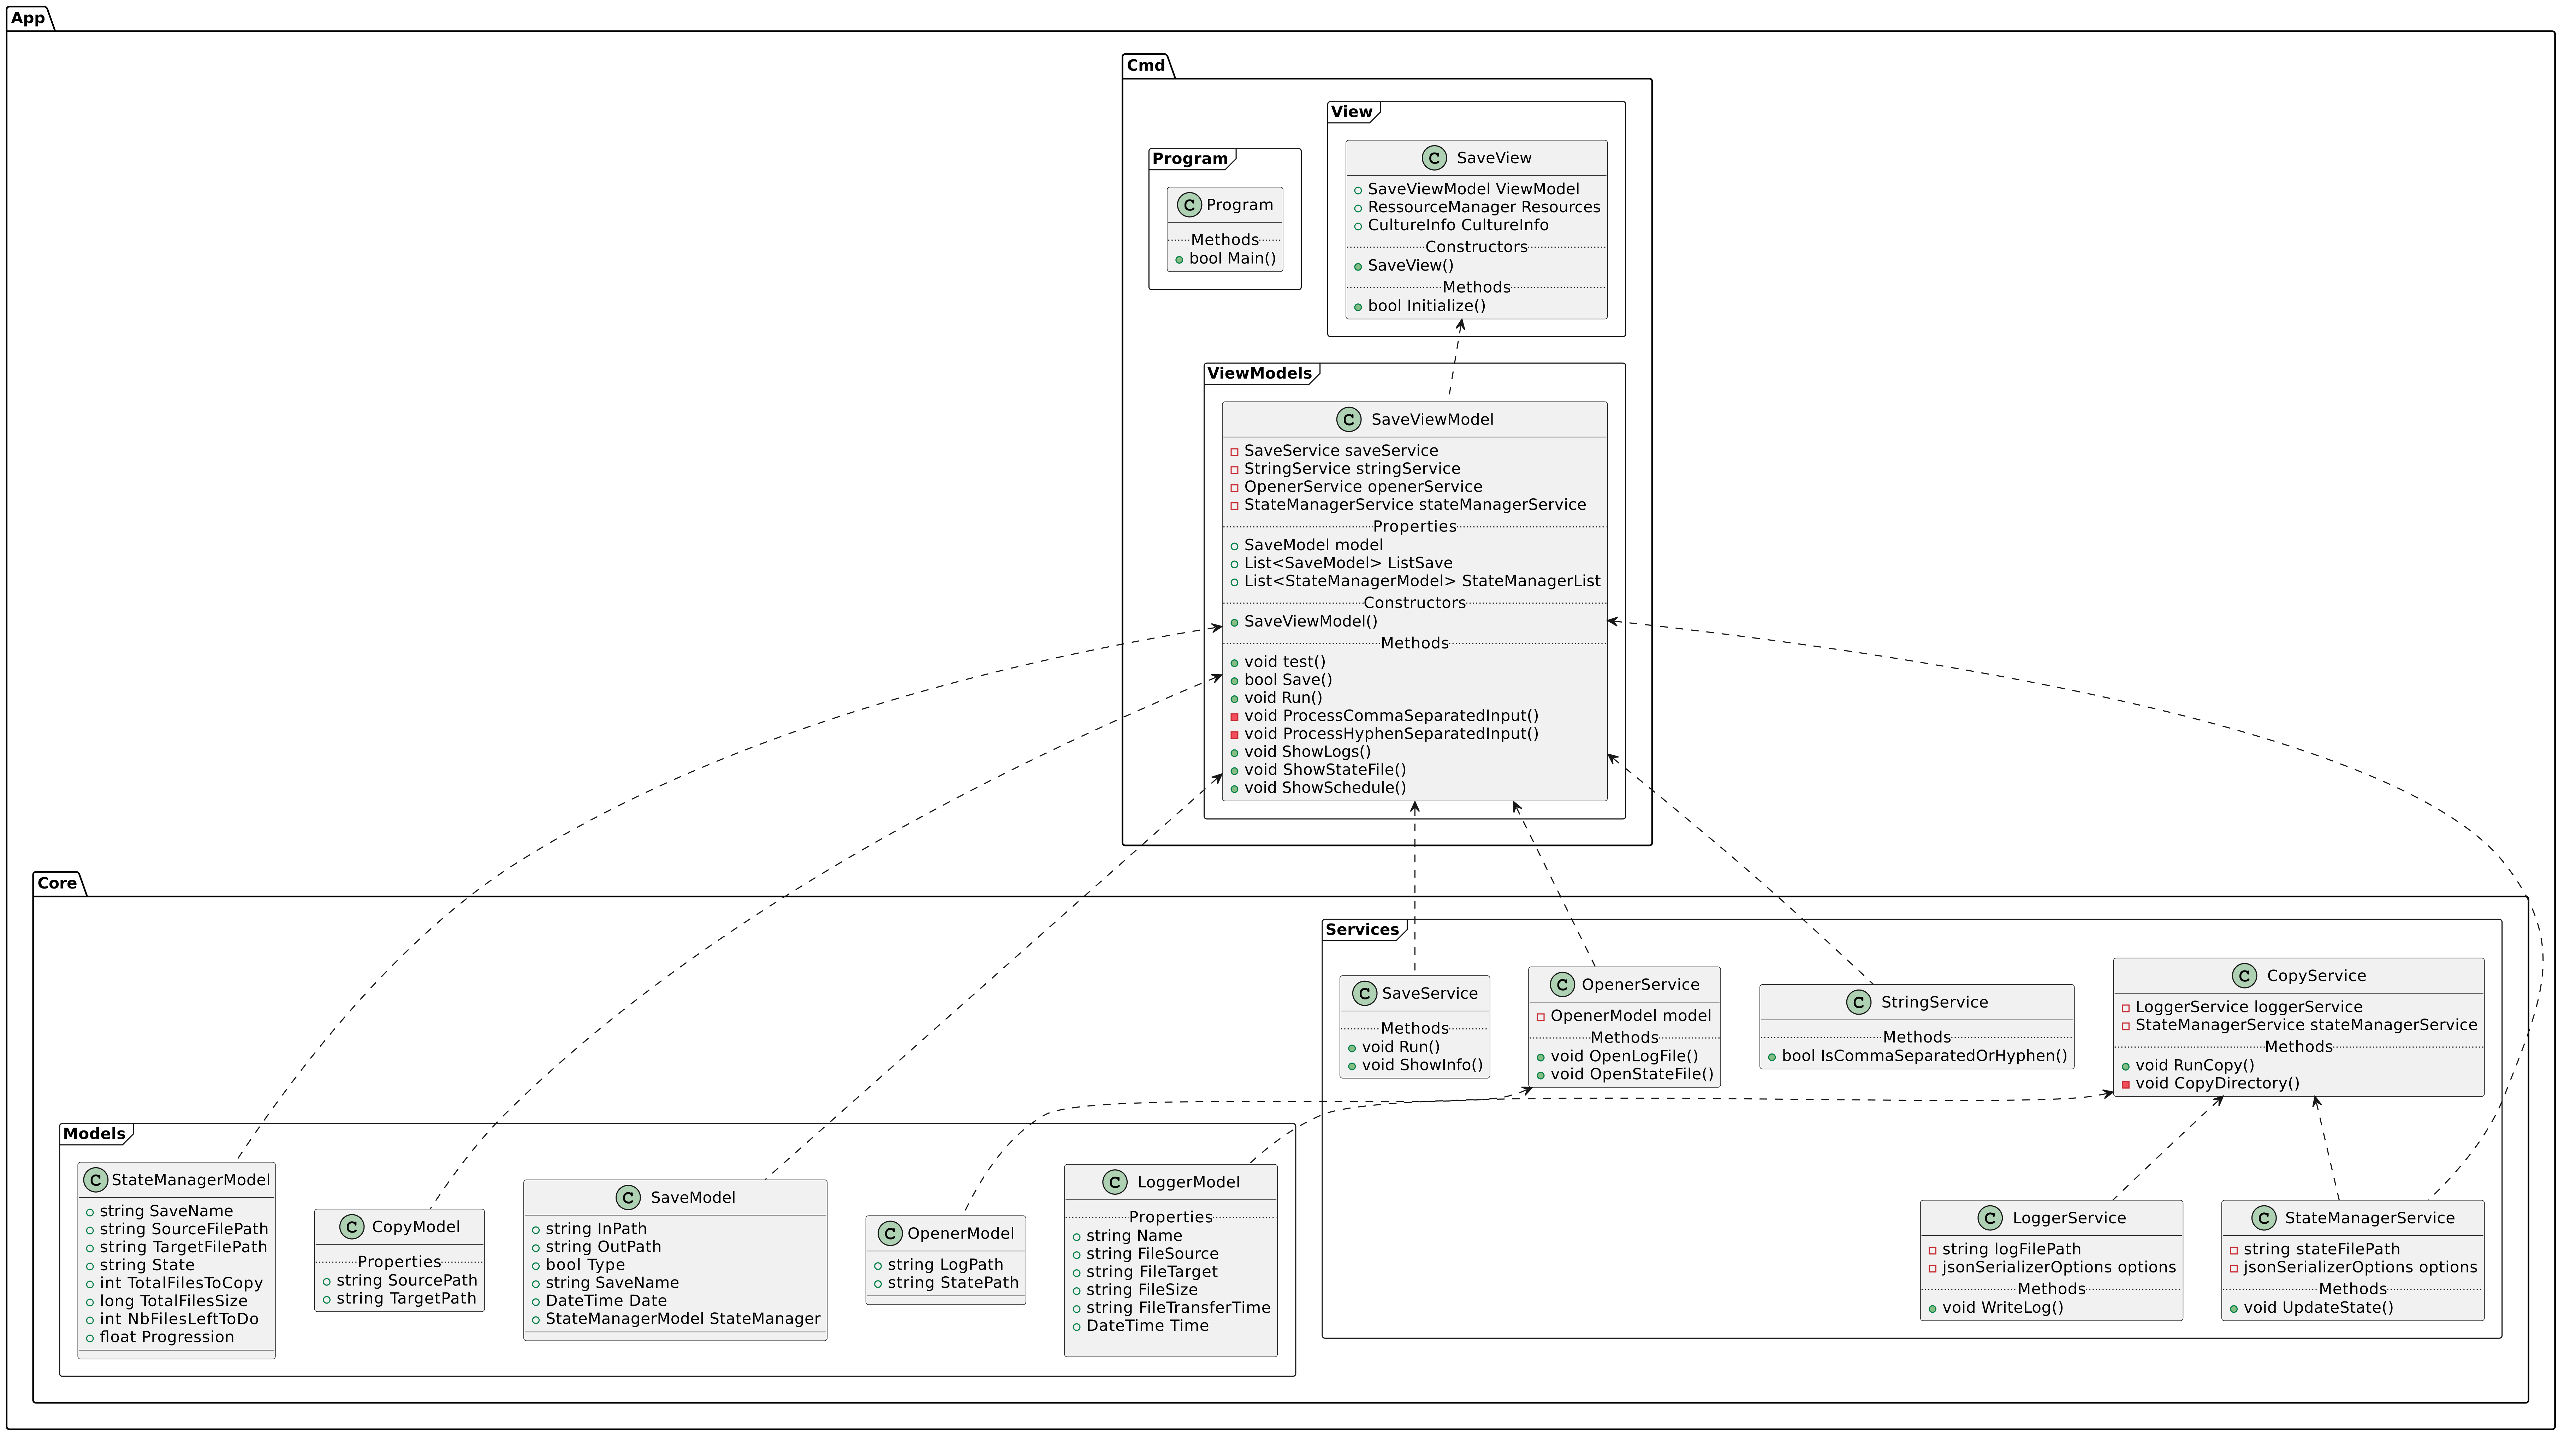 App
Cmd
View
C SaveView
SaveViewModel ViewModel
RessourceManager Resources
CultureInfo CultureInfo
Constructors
SaveView()
Methods
bool Initialize()
Program
C Program
Methods
bool Main()
ViewModels
C SaveViewModel
SaveService saveService
StringService stringService
OpenerService openerService
StateManagerService stateManagerService
Properties
SaveModel model
List<SaveModel> ListSave
List<StateManagerModel> StateManagerList
Constructors
SaveViewModel()
Methods
void test()
bool Save()
void Run()
void ProcessCommaSeparatedInput()
void ProcessHyphenSeparatedInput()
void ShowLogs()
void ShowStateFile()
void ShowSchedule()
Core
Services
C SaveService
Methods
void Run()
void ShowInfo()
C OpenerService
OpenerModel model
Methods
void OpenLogFile()
void OpenStateFile()
C StringService
Methods
bool IsCommaSeparatedOrHyphen()
C CopyService
LoggerService loggerService
StateManagerService stateManagerService
Methods
void RunCopy()
void CopyDirectory()
C LoggerService
string logFilePath
jsonSerializerOptions options
Methods
void WriteLog()
C StateManagerService
string stateFilePath
jsonSerializerOptions options
Methods
void UpdateState()
Models
C StateManagerModel
string SaveName
string SourceFilePath
string TargetFilePath
string State
int TotalFilesToCopy
long TotalFilesSize
int NbFilesLeftToDo
float Progression
C CopyModel
Properties
string SourcePath
string TargetPath
C SaveModel
string InPath
string OutPath
bool Type
string SaveName
DateTime Date
StateManagerModel StateManager
C OpenerModel
string LogPath
string StatePath
C LoggerModel
Properties
string Name
string FileSource
string FileTarget
string FileSize
string FileTransferTime
DateTime Time